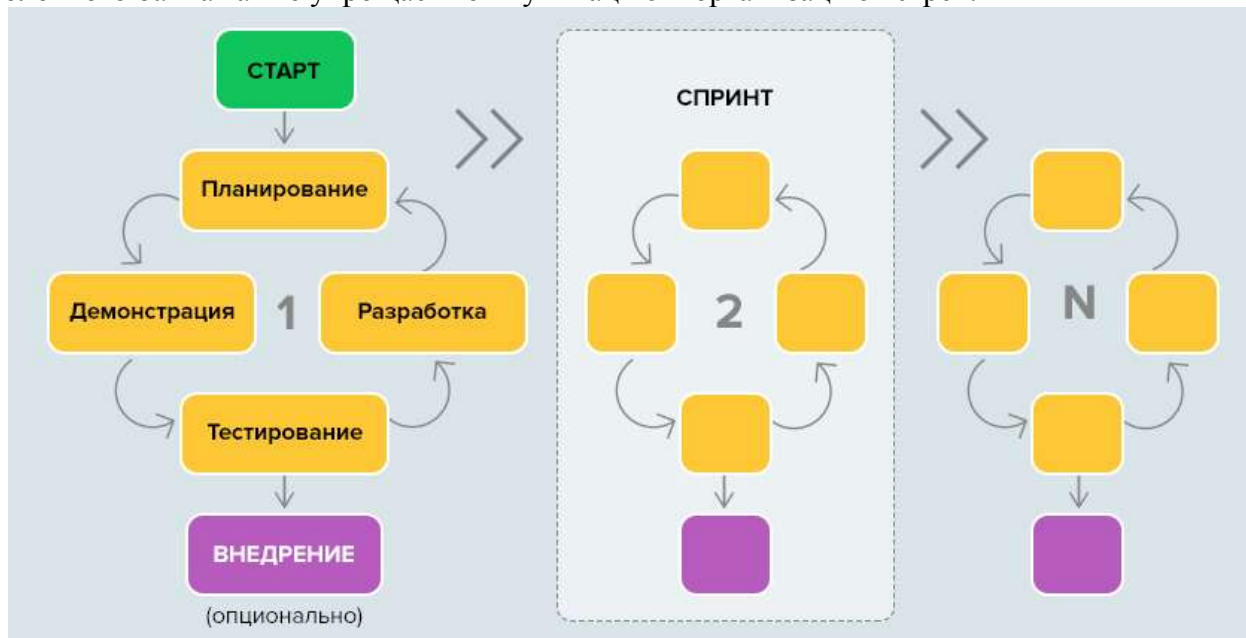 СТАРТ
СПРИНТ
Планирование
Демонстрация
1
Разработка
2
N
Тестирование
ВНЕДРЕНИЕ
(опционально)